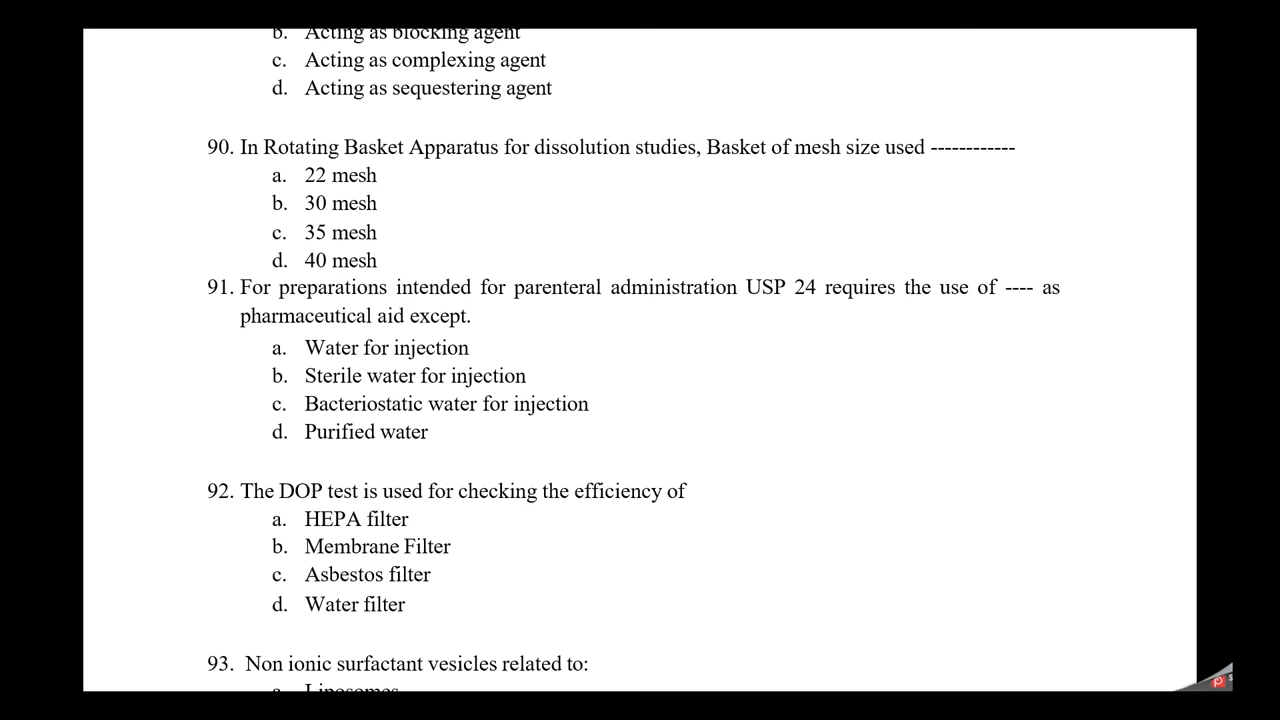 b. Acting as blocking agent
c. Acting as complexing agent
d. Acting as sequestering agent
90. In Rotating Basket Apparatus for dissolution studies, Basket of mesh size used ------------
a. 22 mesh
b. 30 mesh
c. 35 mesh
d. 40 mesh
91. For preparations intended for parenteral administration USP 24 requires the use of ---- as
pharmaceutical aid except.
a. Water for injection
b. Sterile water for injection
c. Bacteriostatic water for injection
d. Purified water
92. The DOP test is used for checking the efficiency of
a. HEPA filter
b. Membrane Filter
c. Asbestos filter
d. Water filter
93. Non ionic surfactant vesicles related to:
a. Liposomes